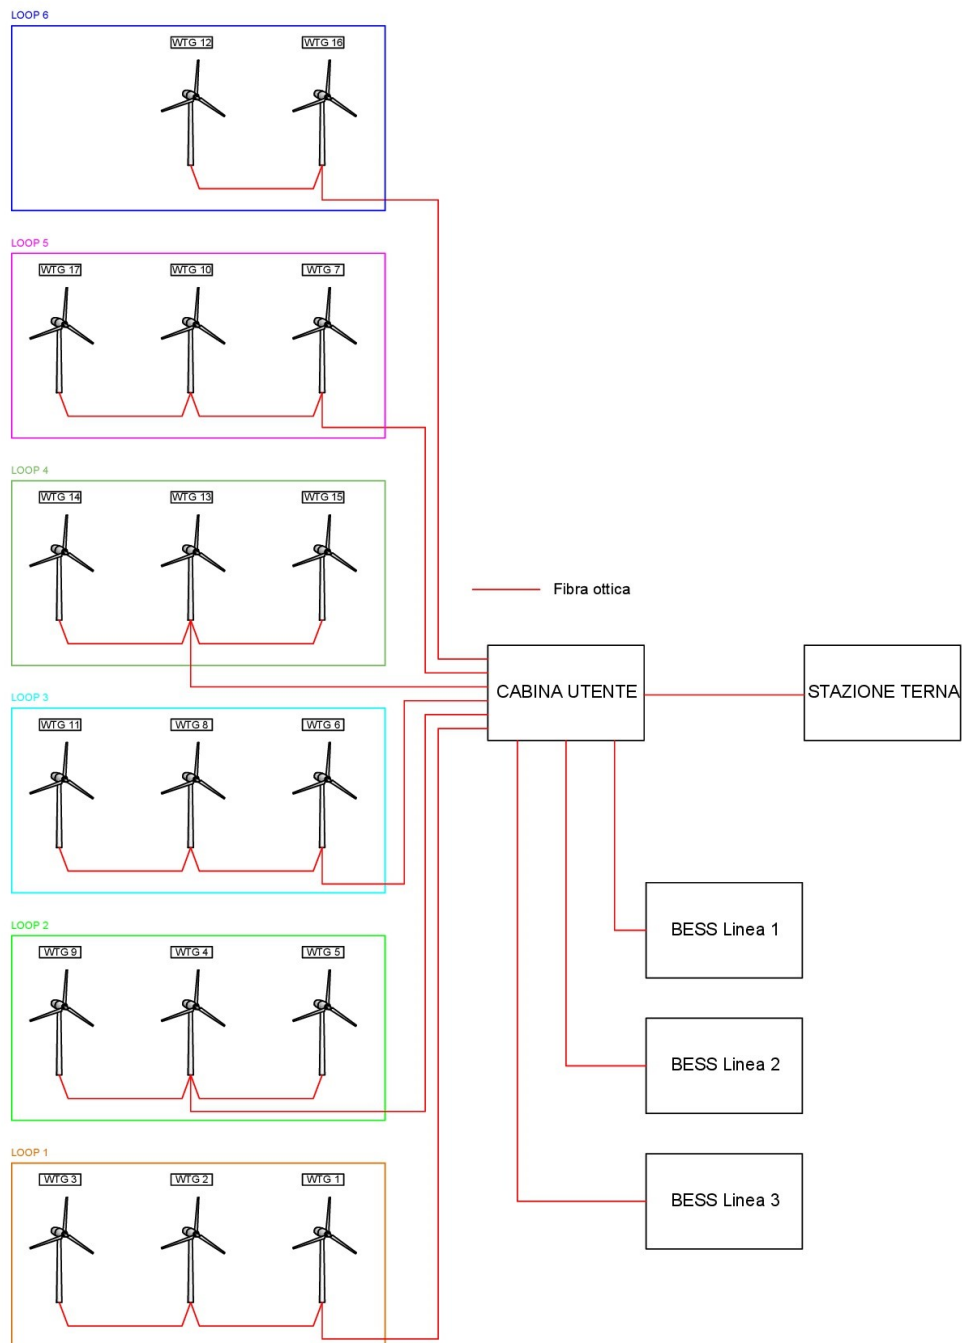 LOOP 6
WTG 12
WTG 16
LOOP 5
WTG 17
WTG 10
WTG 7
LOOP 4
WTG 14
WTG 13
WTG 15
Fibra ottica
CABINA UTENTE
STAZIONE TERNA
LOOP 3
WTG 11
WTG 8
WTG 6
BESS Linea 1
LOOP 2
WTG 9
WTG 4
WTG 5
BESS Linea 2
LOOP 1
WTG 3
WTG 2
WTG 1
BESS Linea 3